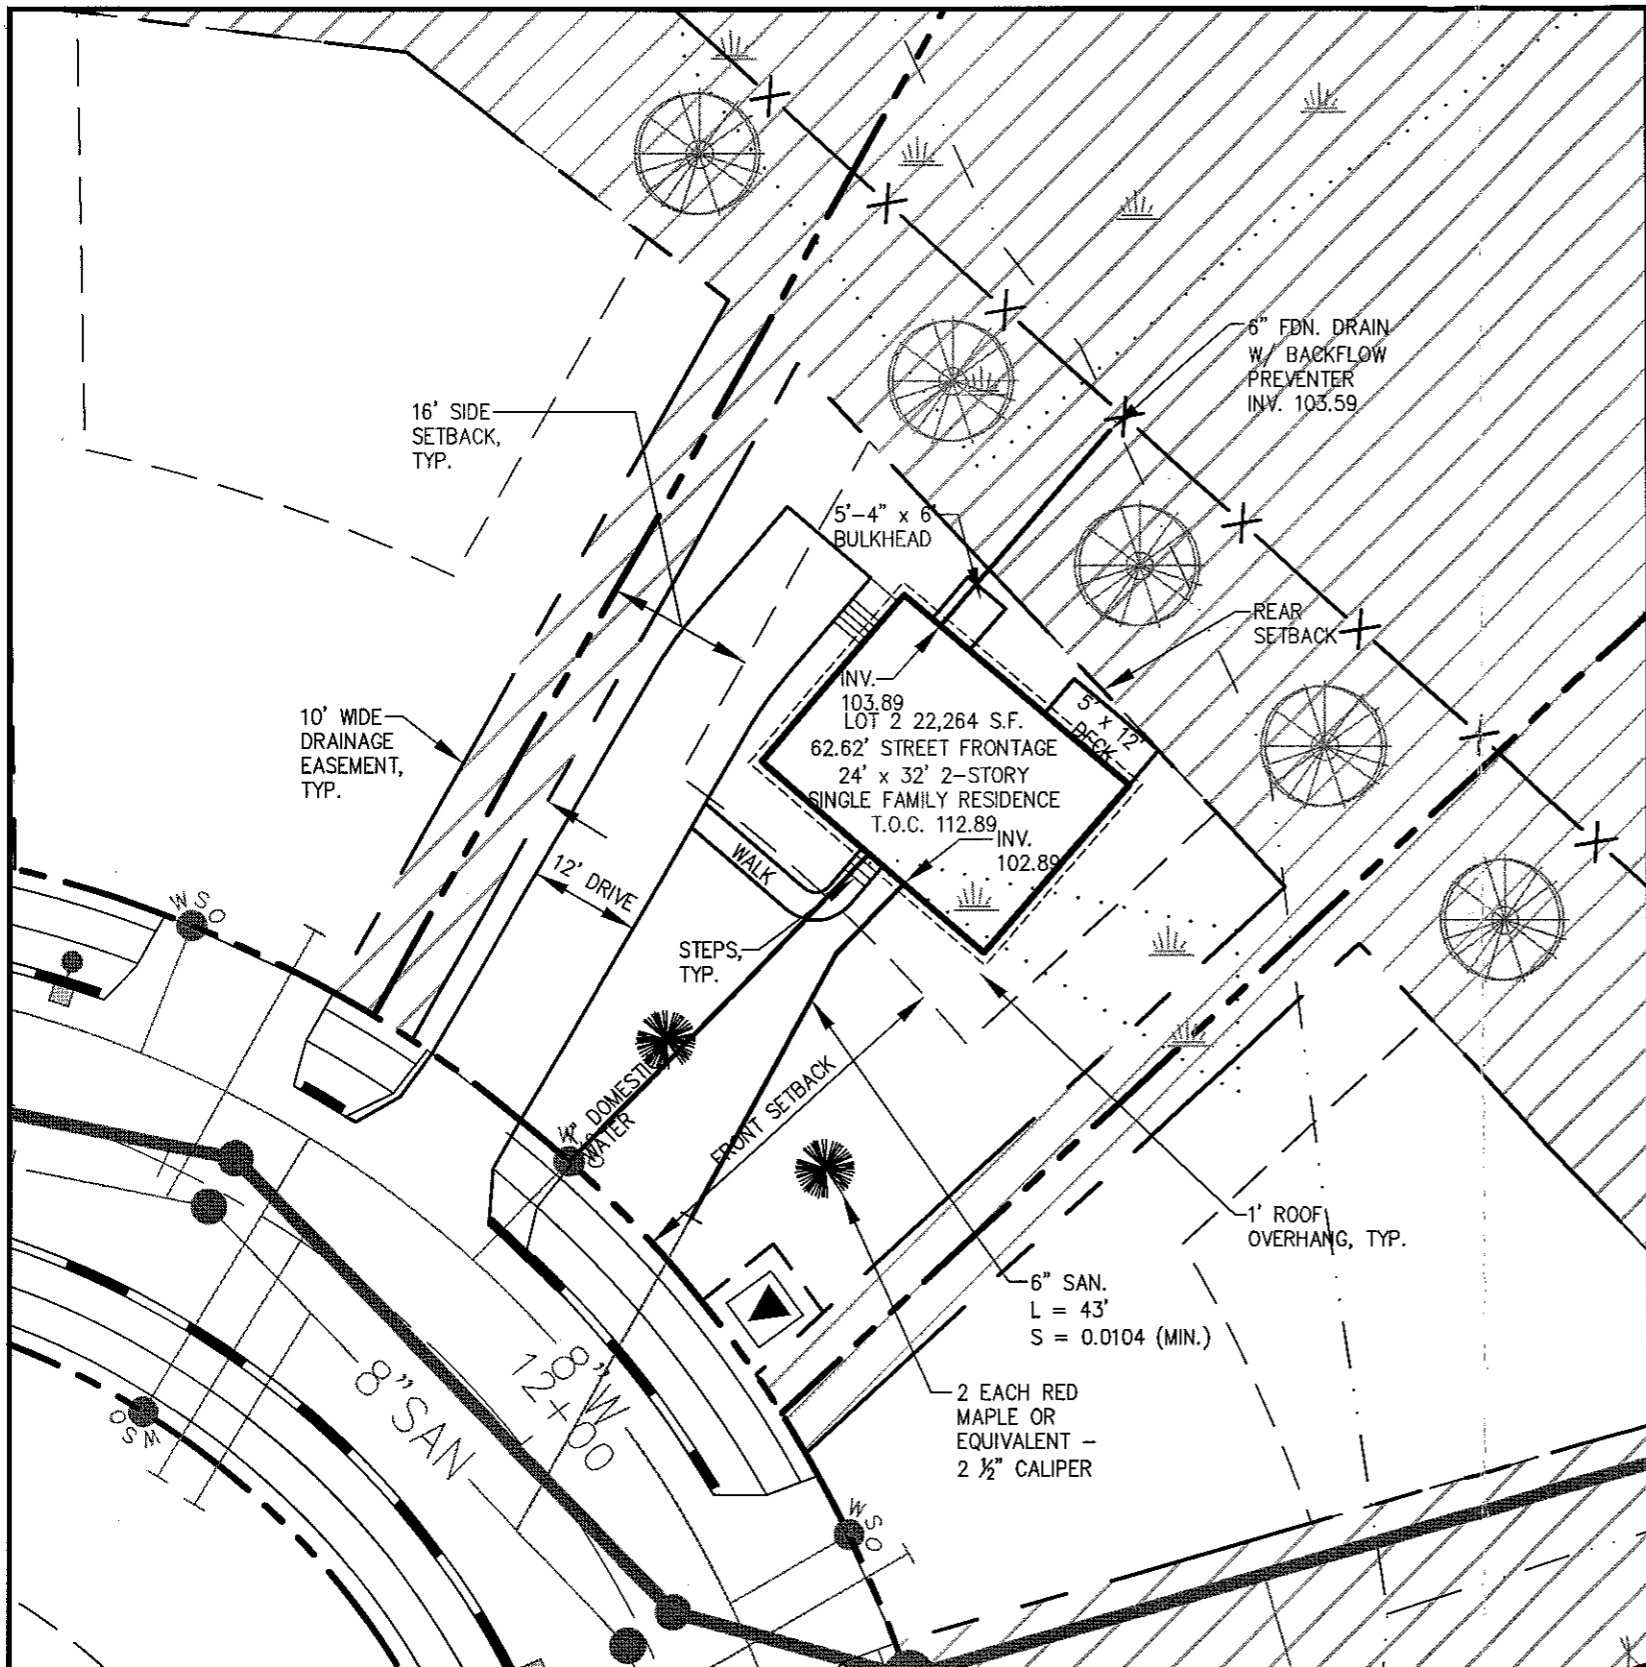 6" FDN. DRAIN
W/ BACKFLOW
PREVENTER
INV. 103.59
16' SIDE
SETBACK,
TYP.
5'-4" x 6'
BULKHEAD
REAR
SETBACK
INV.
103.89
5' x 12'
DECK
10' WIDE
DRAINAGE
EASEMENT,
TYP.
LOT 2 22,264 S.F.
62.62' STREET FRONTAGE
24' x 32' 2-STORY
SINGLE FAMILY RESIDENCE
T.O.C. 112.89
INV.
102.89
WALK
12' DRIVE
STEPS,
TYP.
WSO
DOMESTIC
WATER
FRONT SETBACK
1' ROOF
OVERHANG, TYP.
6" SAN.
L = 43'
S = 0.0104 (MIN.)
2 EACH RED
MAPLE OR
EQUIVALENT -
2 ½" CALIPER
8"W
12+00
8"SAN
WSO
WSO